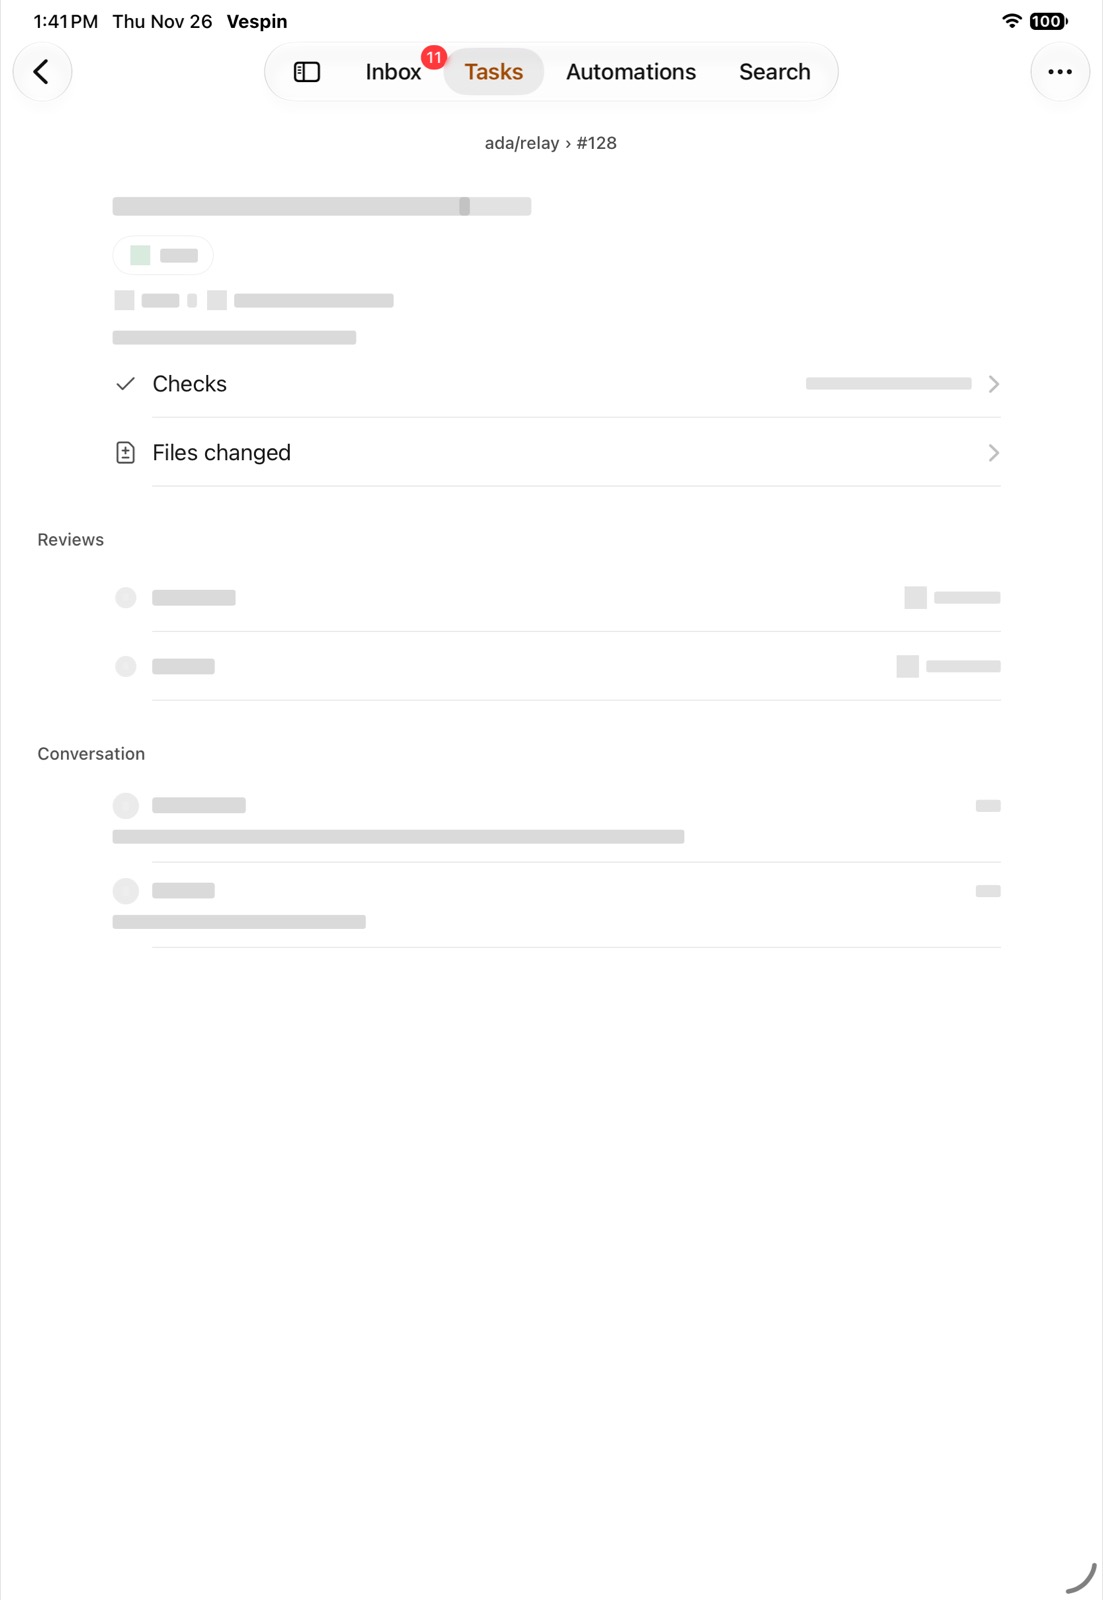 1:41 PM Thu Nov 26 Vespin 100
Inbox 11 Tasks Automations Search
ada/relay › #128
Checks
Files changed
Reviews
Conversation